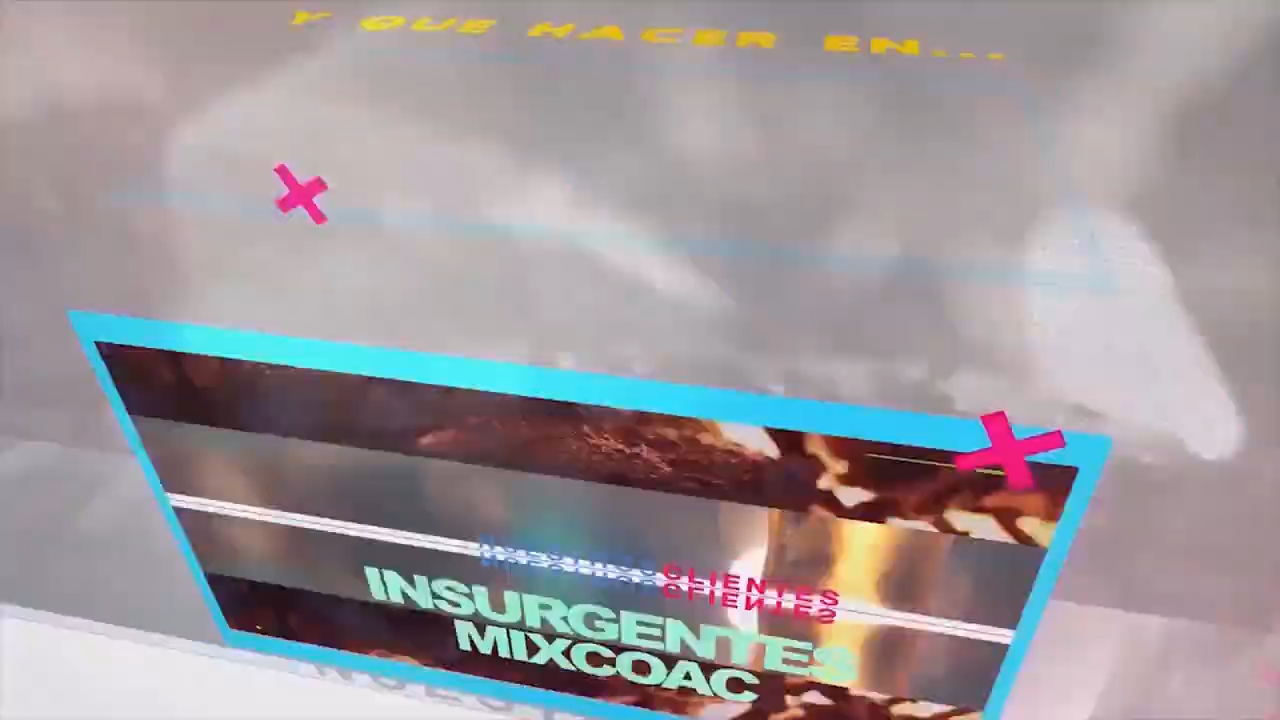 Y QUE HACER EN...
CLIENTES
INSURGENTES
MIXCOAC